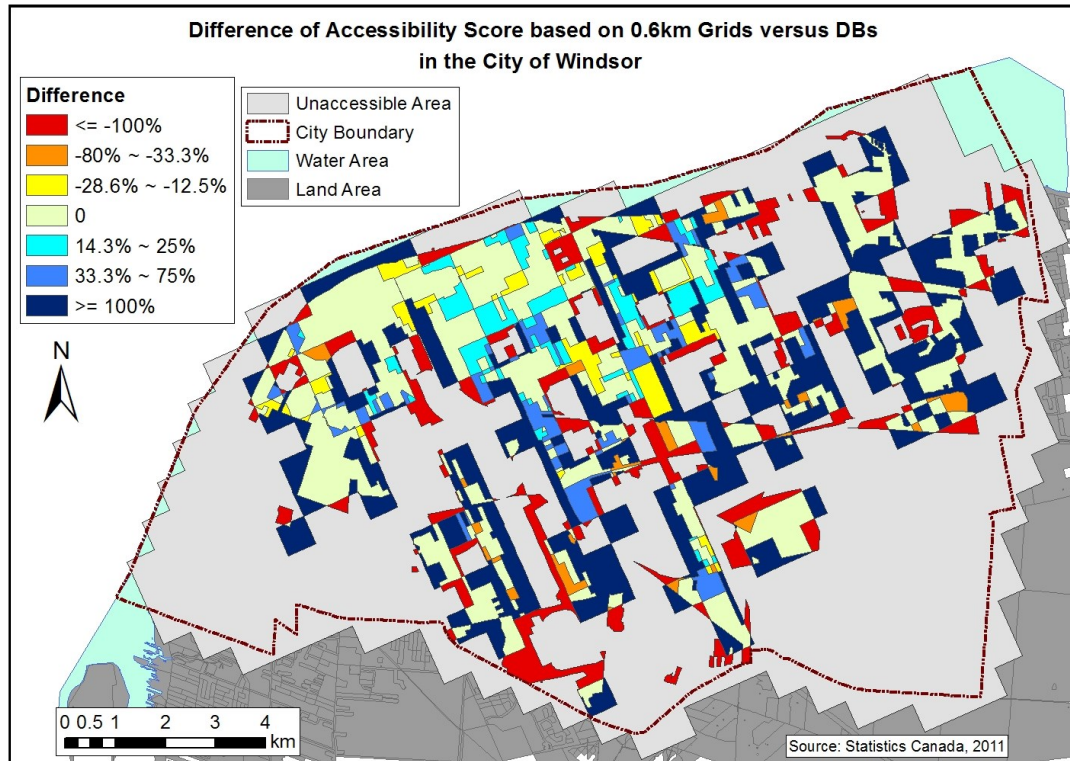 Difference of Accessibility Score based on 0.6km Grids versus DBs
in the City of Windsor
Difference
<= -100%
-80% ~ -33.3%
-28.6% ~ -12.5%
0
14.3% ~ 25%
33.3% ~ 75%
>= 100%
Unaccessible Area
City Boundary
Water Area
Land Area
N
0 0.5 1 2 3 4
km
Source: Statistics Canada, 2011